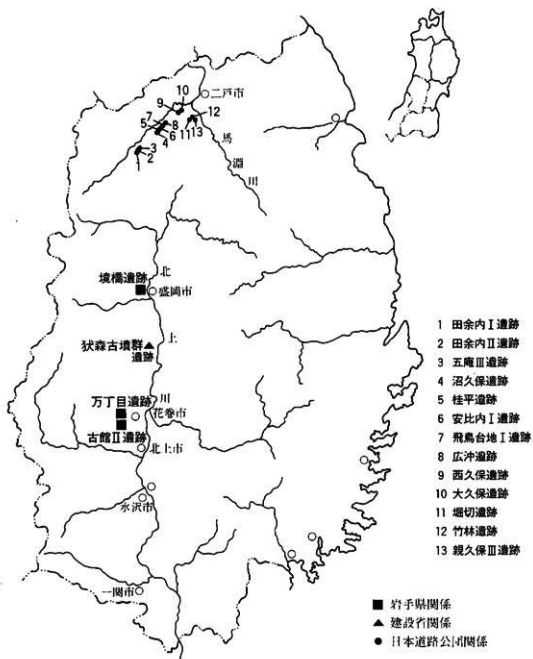 10
9
二戸市
12
7
5
8
6
4
11
13
3
2
1
馬
淵
川
境橋遺跡
北
盛岡市
上
狄森古墳群
遺跡
川
万丁目遺跡
花巻市
古館Ⅱ遺跡
北上市
水沢市
一関市
1 田余内Ⅰ遺跡
2 田余内Ⅱ遺跡
3 五庵Ⅲ遺跡
4 沼久保遺跡
5 桂平遺跡
6 安比内Ⅰ遺跡
7 飛鳥台地Ⅰ遺跡
8 広沖遺跡
9 西久保遺跡
10 大久保遺跡
11 堀切遺跡
12 竹林遺跡
13 親久保Ⅲ遺跡
■ 岩手県関係
▲ 建設省関係
● 日本道路公団関係